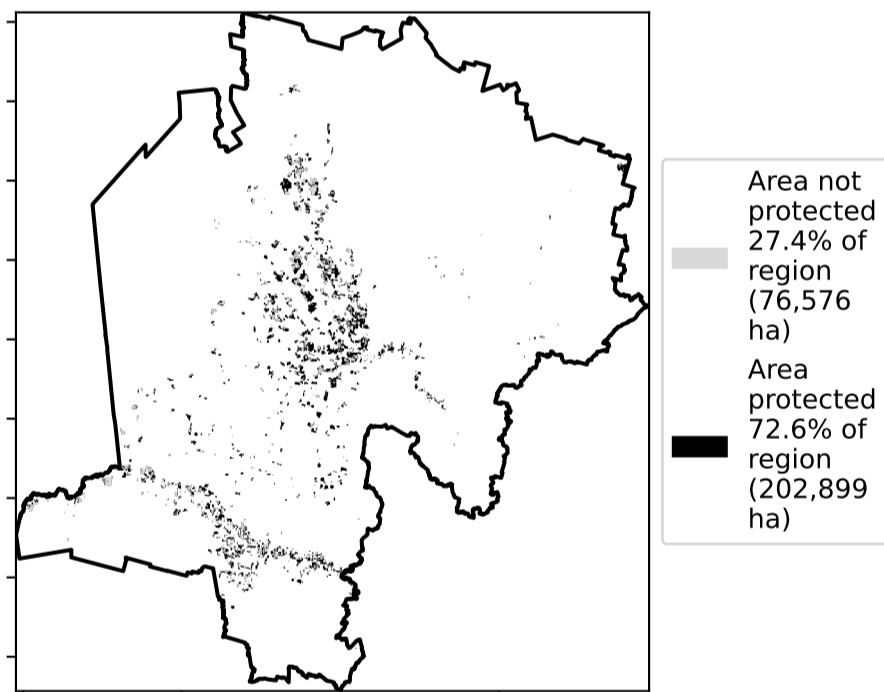 Area not
protected
27.4% of
region
(76,576
ha)
Area
protected
72.6% of
region
(202,899
ha)